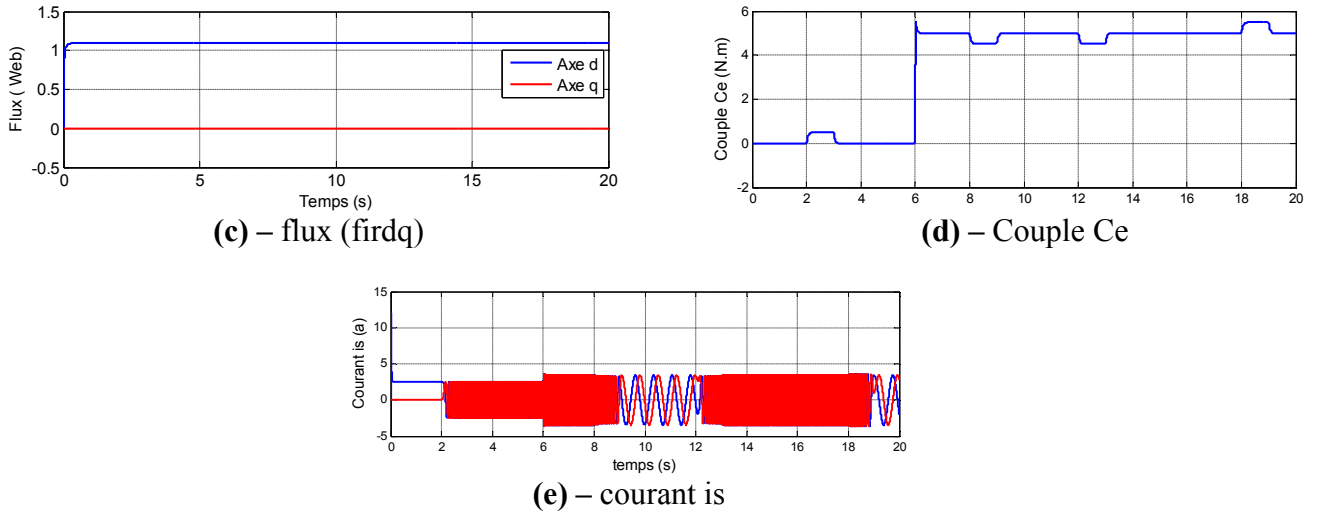 1.5
1
0.5
0
-0.5
Flux ( Web)
Axe d
Axe q
0 5 10 15 20
Temps (s)
(c) – flux (firdq)
6
4
2
0
-2
Couple Ce (N.m)
0 2 4 6 8 10 12 14 16 18 20
(d) – Couple Ce
15
10
5
0
-5
Courant is (a)
0 2 4 6 8 10 12 14 16 18 20
temps (s)
(e) – courant is